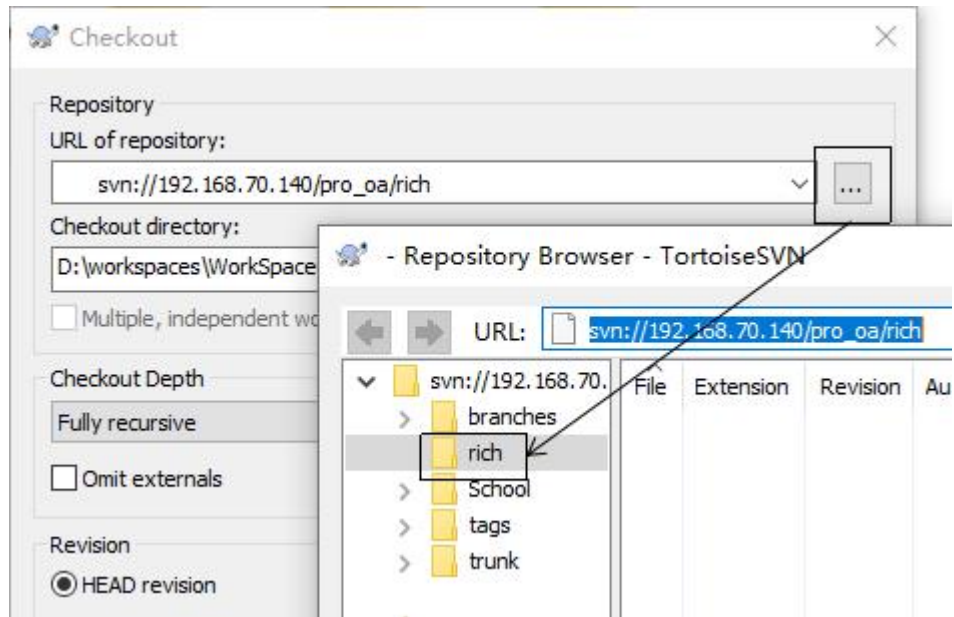 Checkout
Repository
URL of repository:
svn://192.168.70.140/pro_oa/rich
...
Checkout directory:
D:\workspaces\WorkSpace
Multiple, independent wo
Checkout Depth
Fully recursive
Omit externals
Revision
HEAD revision
- Repository Browser - TortoiseSVN
URL: svn://192.168.70.140/pro_oa/rich
svn://192.168.70.
branches
rich
School
tags
trunk
File Extension Revision Au